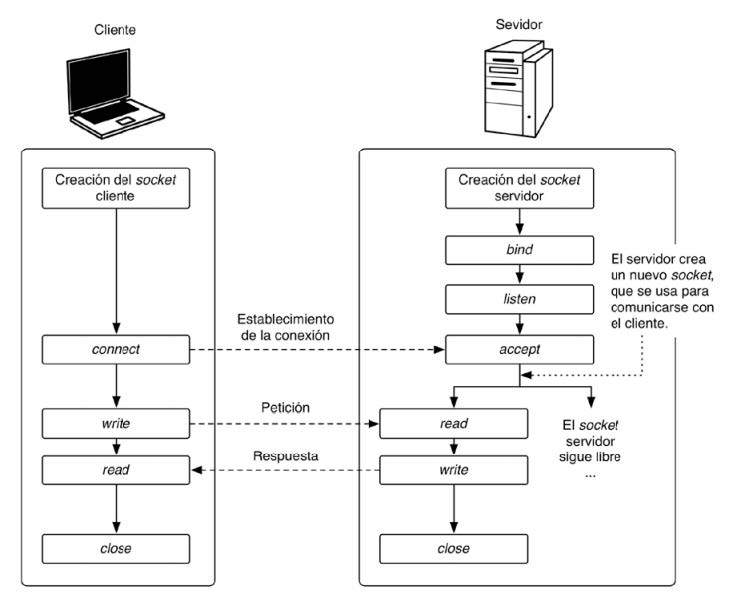 Cliente
Sevidor
Creación del socket
cliente
connect
write
read
close
Establecimiento
de la conexión
Petición
Respuesta
Creación del socket
servidor
bind
listen
accept
read
write
close
El servidor crea
un nuevo socket,
que se usa para
comunicarse con
el cliente.
El socket
servidor
sigue libre
...